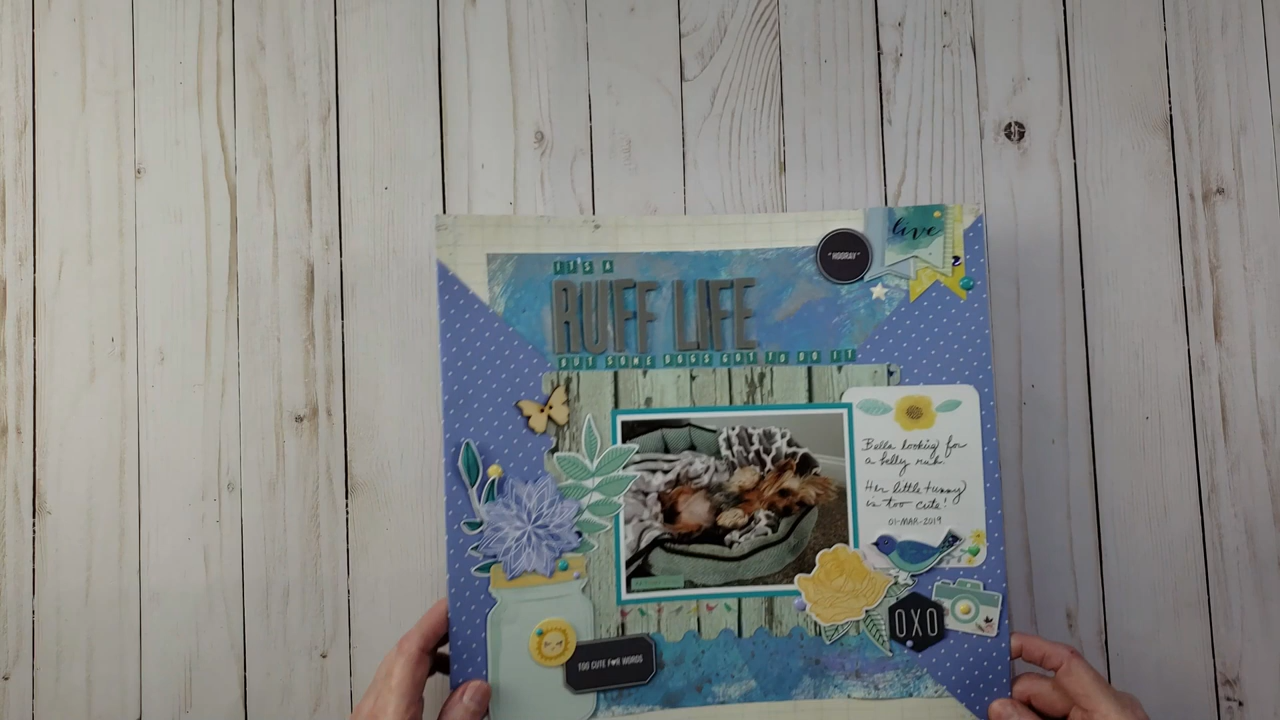 live
"HOORAY"
IT'S A
RUFF LIFE
BUT SOME DOGS GOT TO DO IT
Bella looking for
a belly rub.
Her little tummy
is too cute!
01-MAR-2019
OXO
TOO CUTE F♥R WORDS